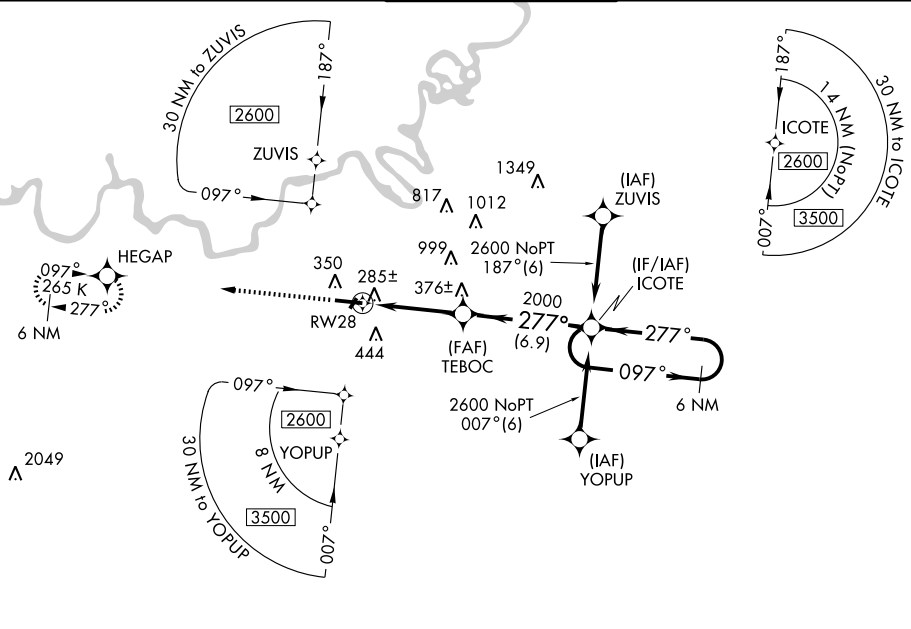 30 NM to ZUVIS
187°
2600
ZUVIS
097°
187°
14 NM (NoPT)
30 NM to ICOTE
ICOTE
2600
3500
007°
1349
817
1012
(IAF)
ZUVIS
999
2600 NoPT
187°(6)
HEGAP
097°
265 K
277°
6 NM
350
285±
376±
RW28
444
(FAF)
TEBOC
2000
277°
(6.9)
(IF/IAF)
ICOTE
277°
097°
6 NM
2600 NoPT
007°(6)
(IAF)
YOPUP
097°
2600
YOPUP
8 NM
30 NM to YOPUP
3500
007°
2049